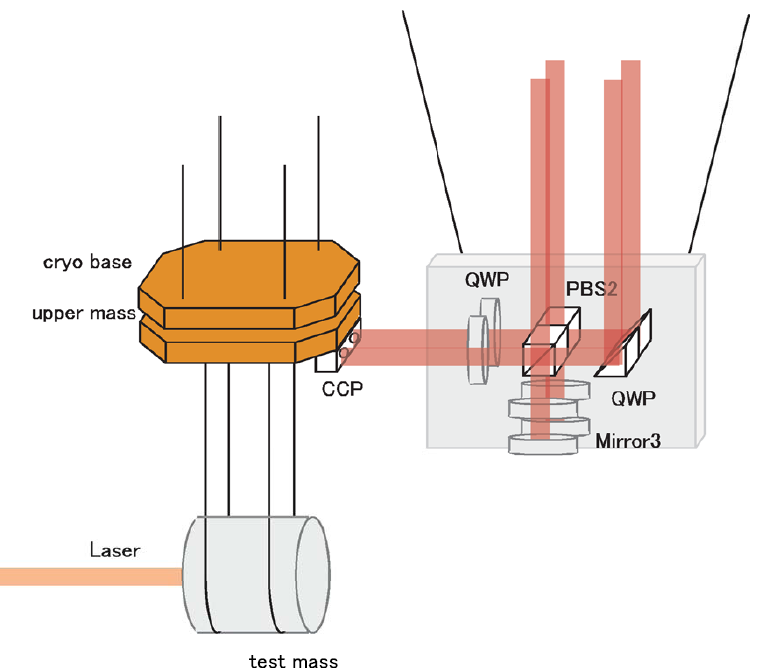 cryo base
upper mass
QWP
PBS2
CCP
QWP
Mirror3
Laser
test mass